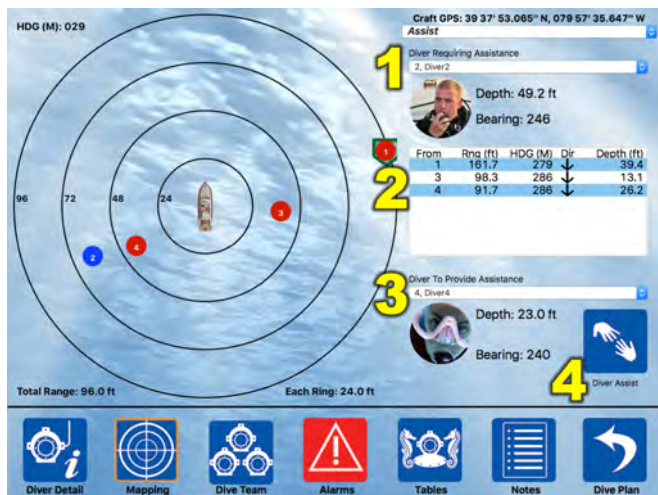 HDG (M): 029
Craft GPS: 39 37' 53.065" N, 079 57' 35.647" W
Assist
1
Diver Requiring Assistance
2, Diver2
Depth: 49.2 ft
Bearing: 246
2
From Rng (ft) HDG (M) Dir Depth (ft)
1 161.7 279 39.4
3 98.3 286 13.1
4 91.7 286 26.2
96 72 48 24
1
3
4
2
3
Diver To Provide Assistance
4, Diver4
Depth: 23.0 ft
Bearing: 240
4
Diver Assist
Total Range: 96.0 ft
Each Ring: 24.0 ft
Diver Detail
Mapping
Dive Team
Alarms
Tables
Notes
Dive Plan